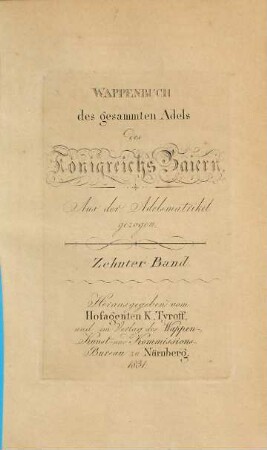 WAPPENBUCH
des gesammten Adels
des
Königreichs Baiern,
Aus der Adelsmatrikel
gezogen.
Zehnter Band.
Herausgegeben vom
Hofagenten K. Tyroff,
und im Verlag des Wappen-
Kunst und Kommissions-
Bureau zu Nürnberg.
1831